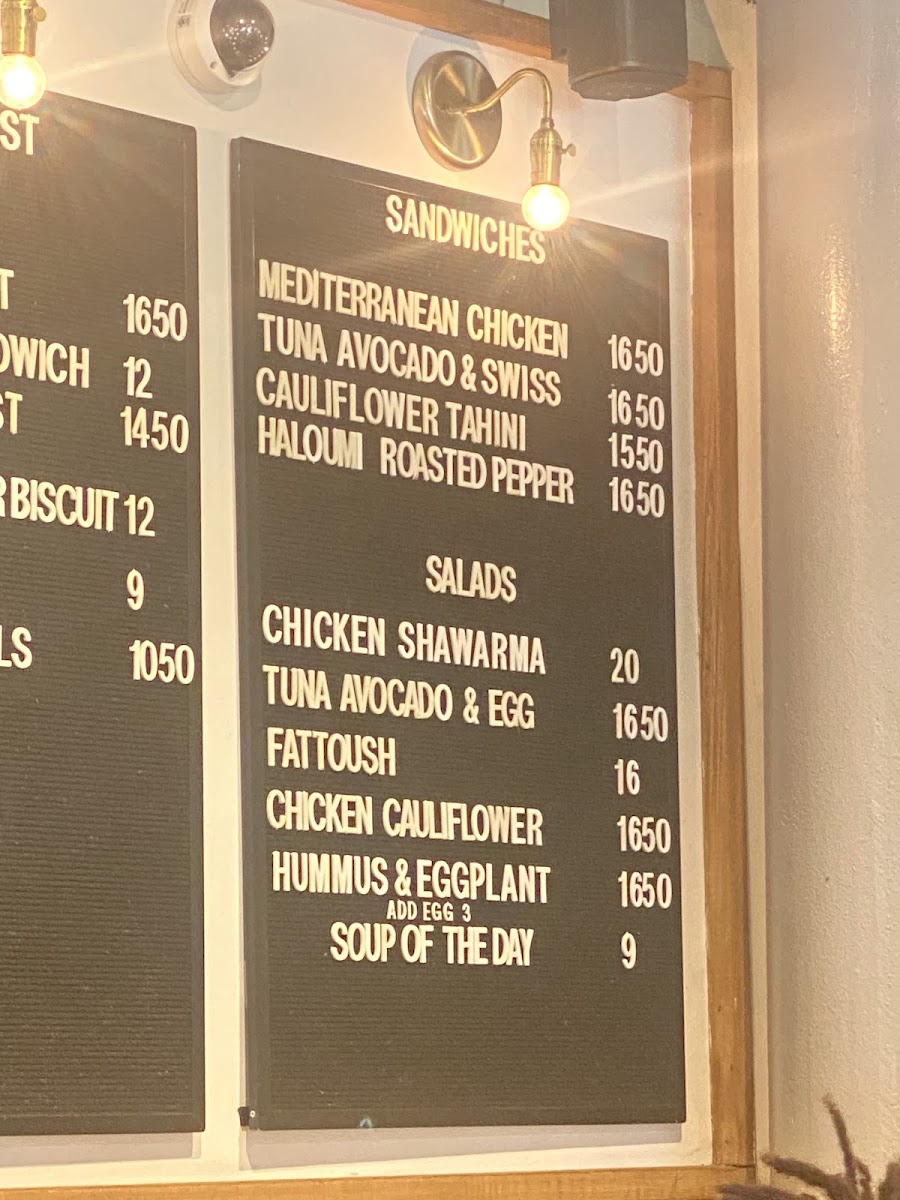 ST
T 1650
DWICH 12
ST 1450
R BISCUIT 12
9
LS 1050
SANDWICHES
MEDITERRANEAN CHICKEN 1650
TUNA AVOCADO & SWISS 1650
CAULIFLOWER TAHINI 1550
HALOUMI ROASTED PEPPER 1650
SALADS
CHICKEN SHAWARMA 20
TUNA AVOCADO & EGG 1650
FATTOUSH 16
CHICKEN CAULIFLOWER 1650
HUMMUS & EGGPLANT 1650
ADD EGG 3
SOUP OF THE DAY 9